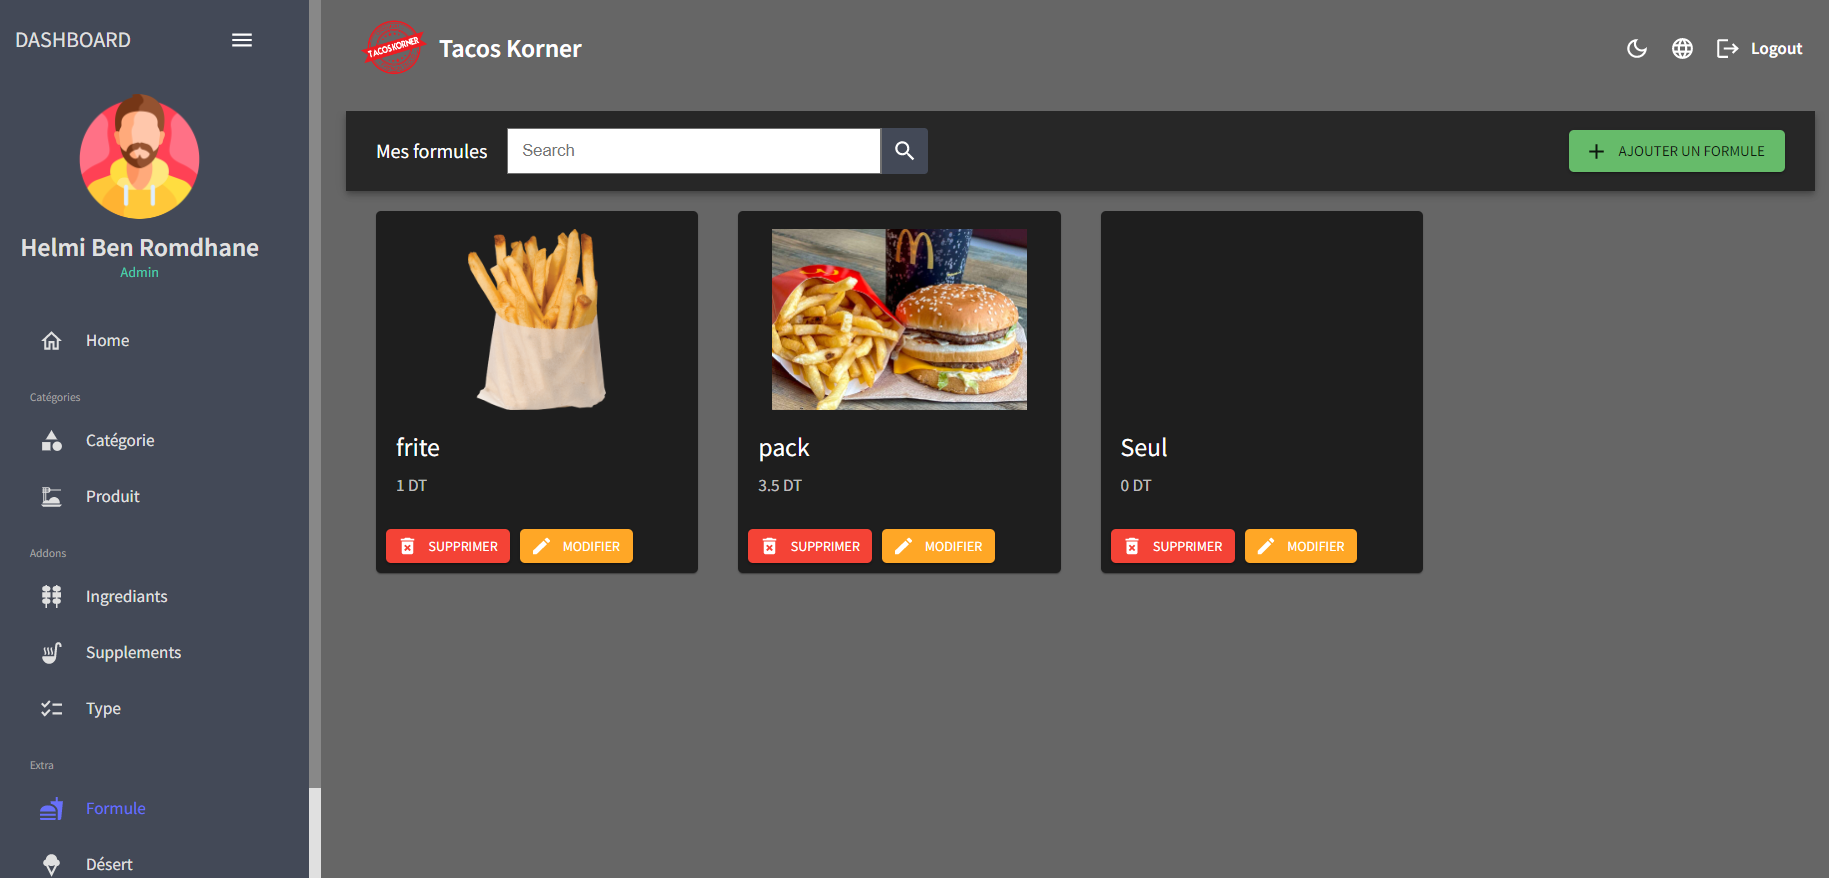 DASHBOARD
Helmi Ben Romdhane
Admin
Home
Catégories
Catégorie
Produit
Addons
Ingrediants
Supplements
Type
Extra
Formule
Désert
TACOS KORNER
Tacos Korner
Logout
Mes formules
Search
AJOUTER UN FORMULE
frite
1 DT
SUPPRIMER
MODIFIER
pack
3.5 DT
SUPPRIMER
MODIFIER
Seul
0 DT
SUPPRIMER
MODIFIER